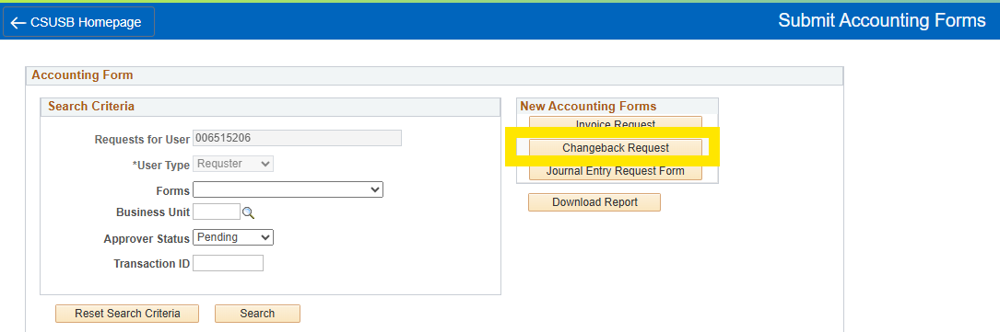 CSUSB Homepage
Submit Accounting Forms
Accounting Form
Search Criteria
Requests for User 006515206
*User Type Requster
Forms
Business Unit
Approver Status Pending
Transaction ID
Reset Search Criteria Search
New Accounting Forms
Invoice Request
Changeback Request
Journal Entry Request Form
Download Report